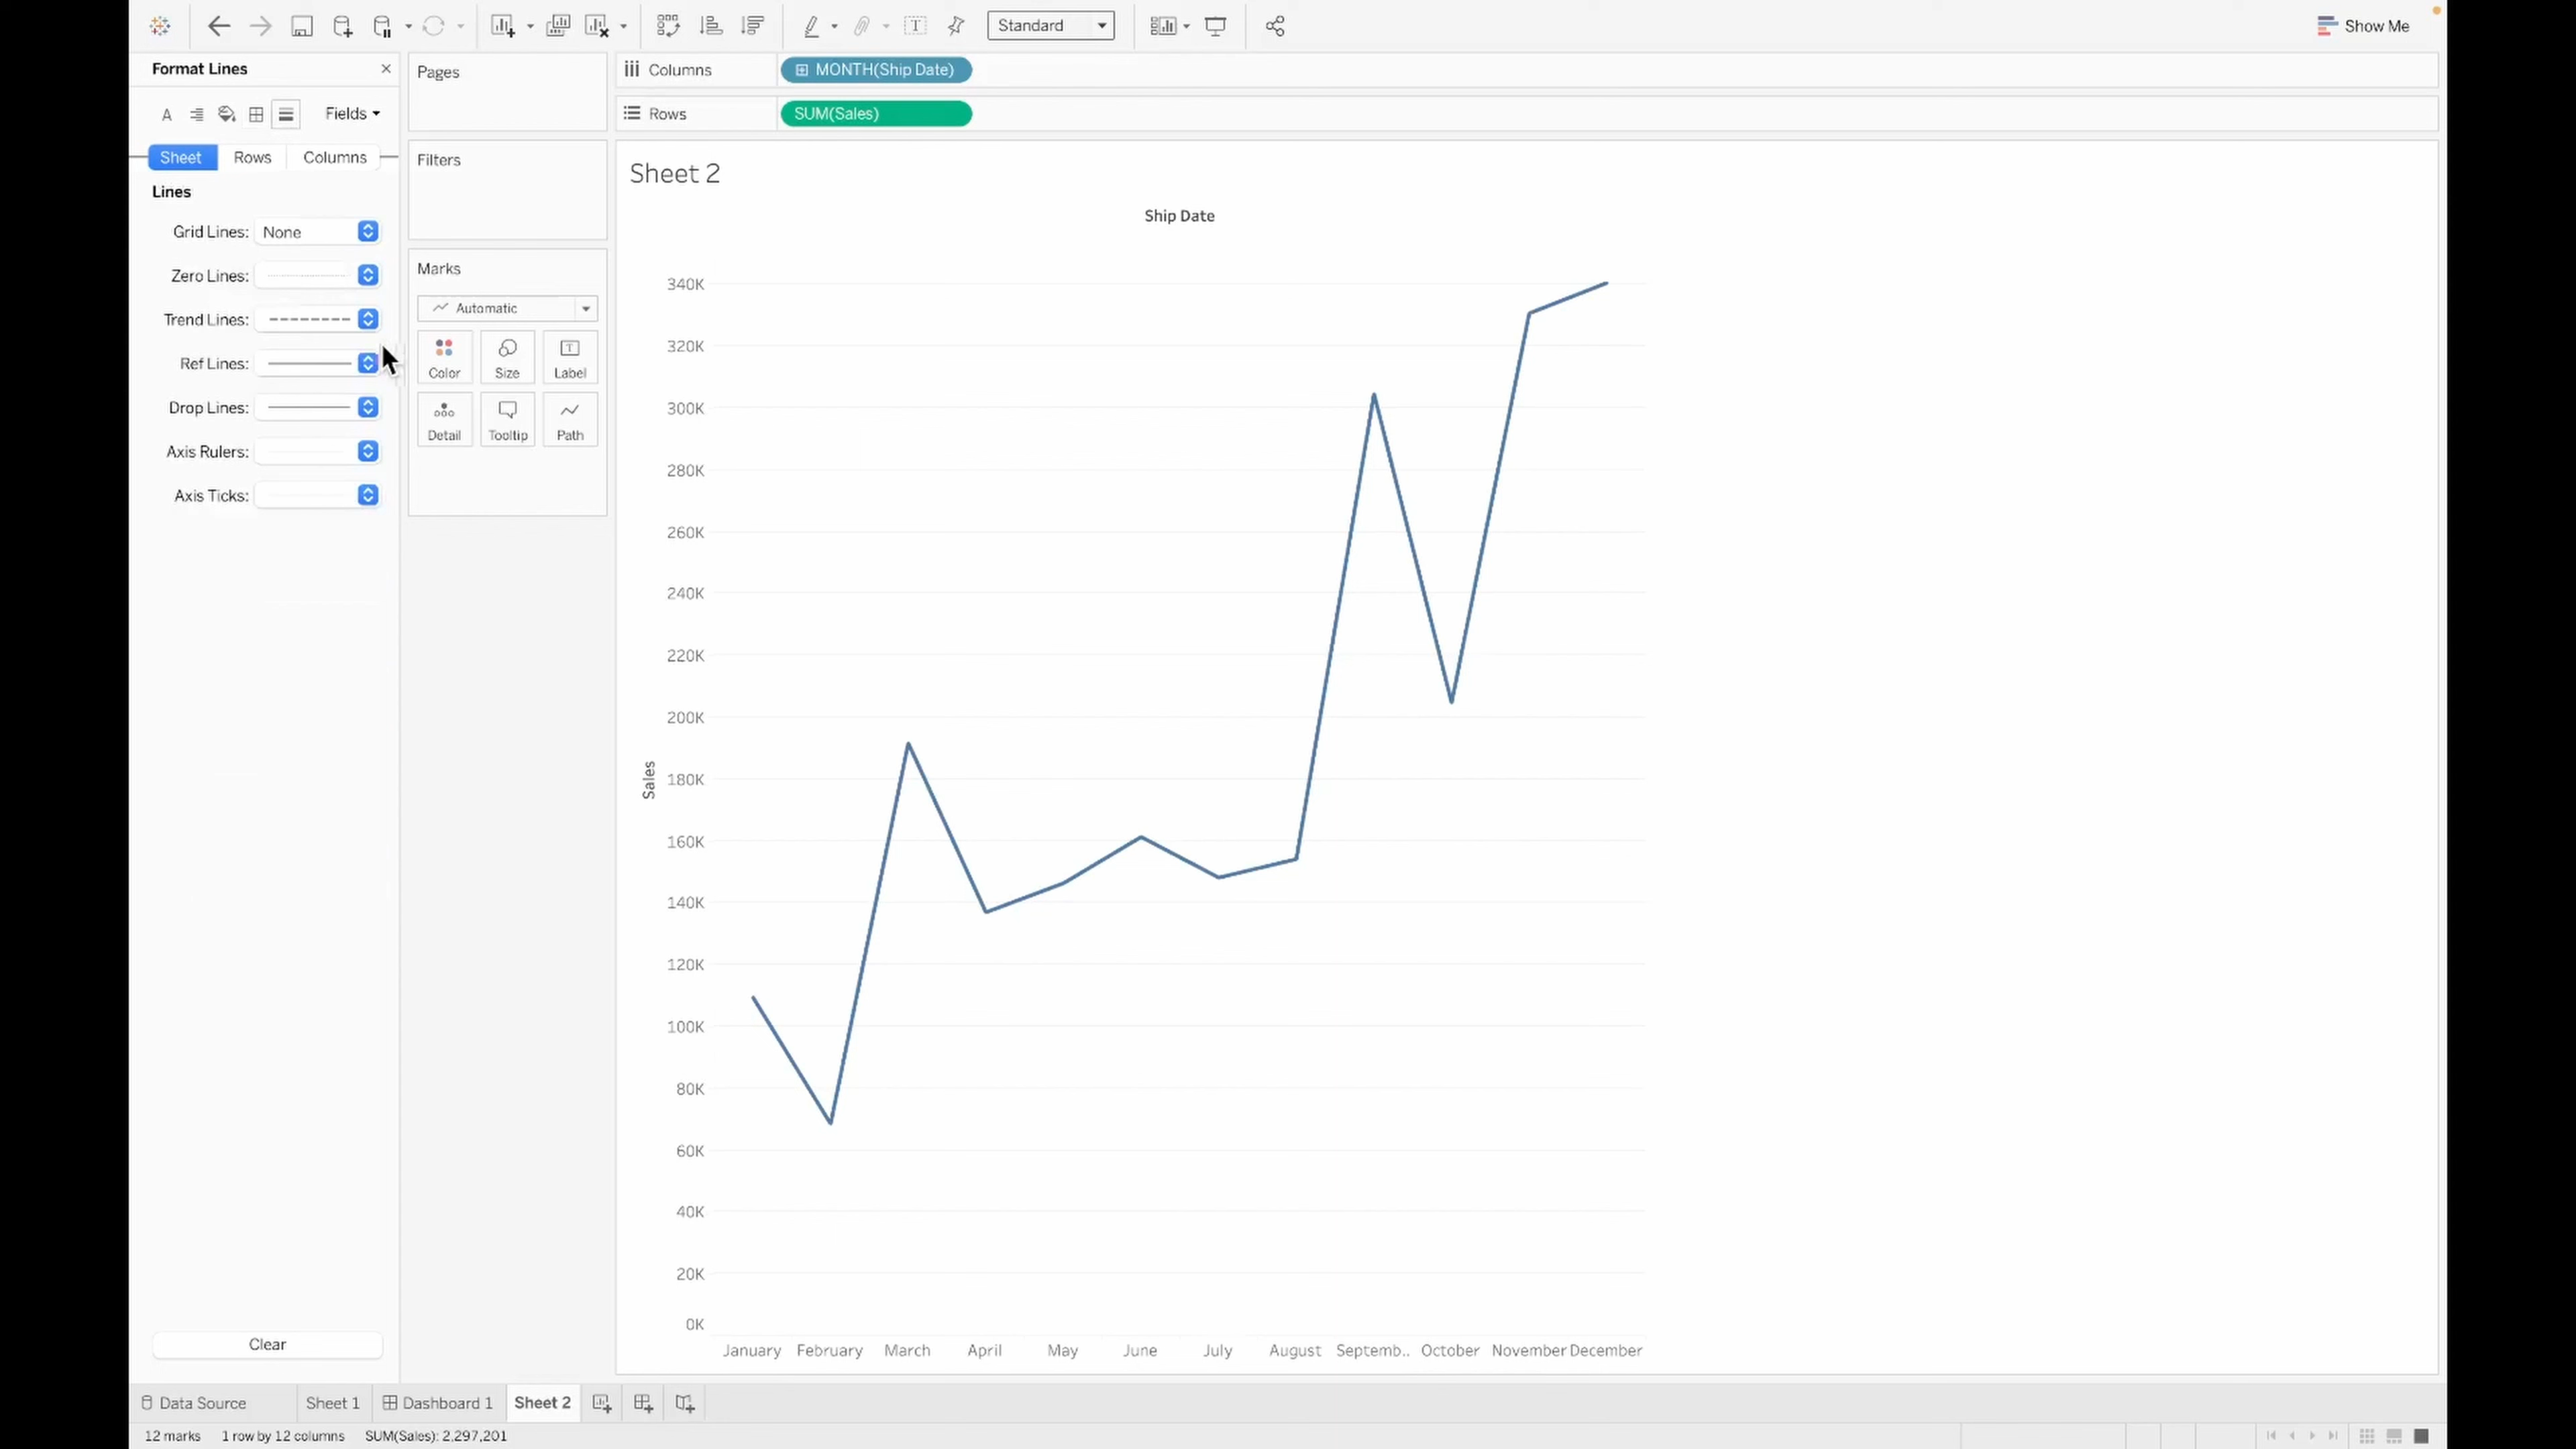 Standard
Show Me
Format Lines
Fields
Sheet Rows Columns
Lines
Grid Lines: None
Zero Lines:
Trend Lines:
Ref Lines:
Drop Lines:
Axis Rulers:
Axis Ticks:
Clear
Pages
Filters
Marks
Automatic
Color Size Label
Detail Tooltip Path
Columns MONTH(Ship Date)
Rows SUM(Sales)
Sheet 2
Ship Date
340K
320K
300K
280K
260K
240K
220K
200K
180K
160K
140K
120K
100K
80K
60K
40K
20K
0K
Sales
January February March April May June July August Septemb.. October November December
Data Source Sheet 1 Dashboard 1 Sheet 2
12 marks 1 row by 12 columns SUM(Sales): 2,297,201